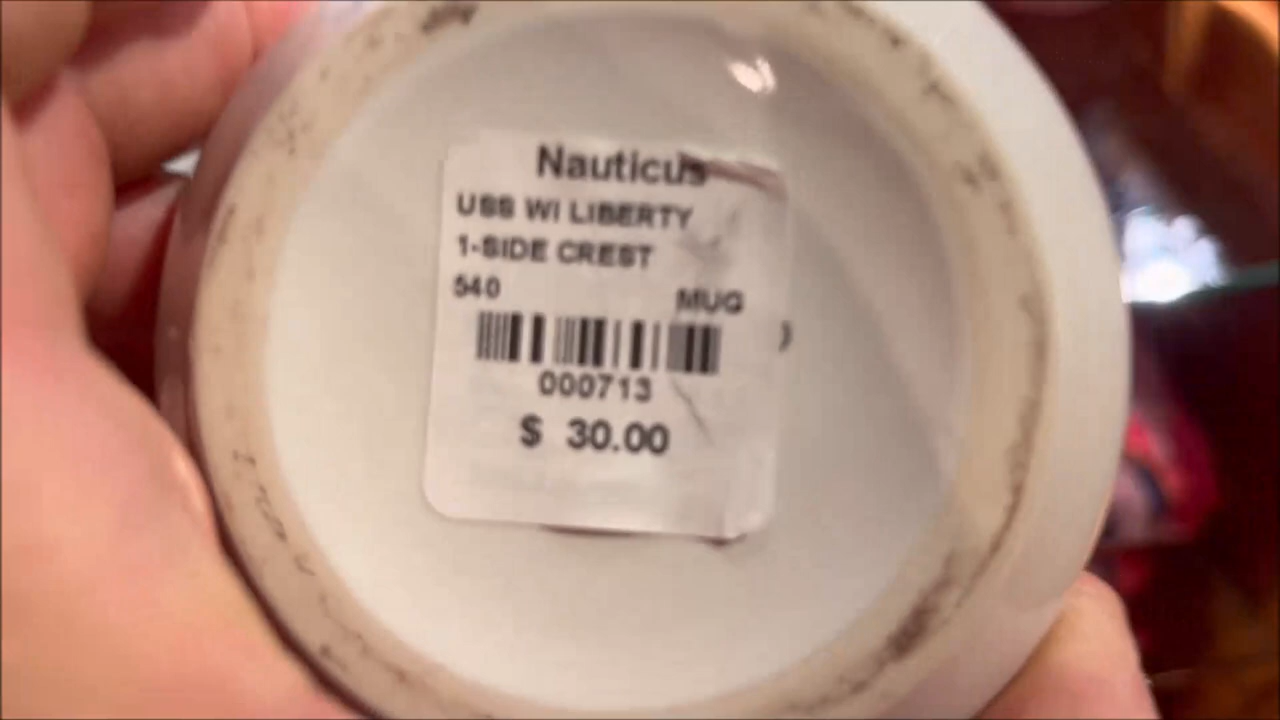 Nauticus
USS WI LIBERTY
1-SIDE CREST
540 MUG
000713
$ 30.00